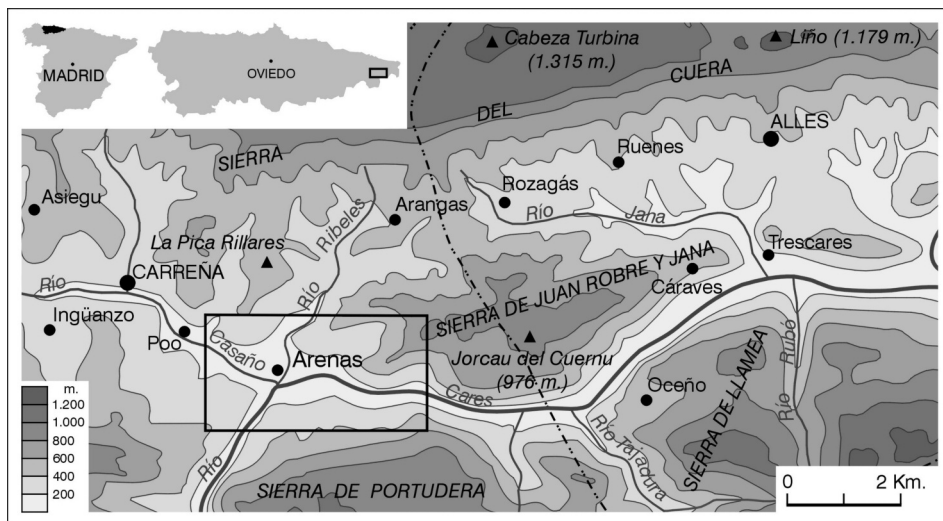 MADRID
OVIEDO
Cabeza Turbina
(1.315 m.)
Liño (1.179 m.)
SIERRA DEL CUERA
ALLES
Ruenes
Asiegu
Rozagás
Arangas
Río Ribeles
Río Jana
La Pica Rillares
Trescares
CARREÑA
SIERRA DE JUAN ROBRE Y JANA
Cáraves
Río Casaño
Ingüanzo
Poo
Arenas
Jorcau del Cuernu
(976 m.)
Río Cares
Oceño
SIERRA DE LLAMEA
Río Rubó
Río Tajadura
SIERRA DE PORTUDERA
m.
1.200
1.000
800
600
400
200
0 2 Km.